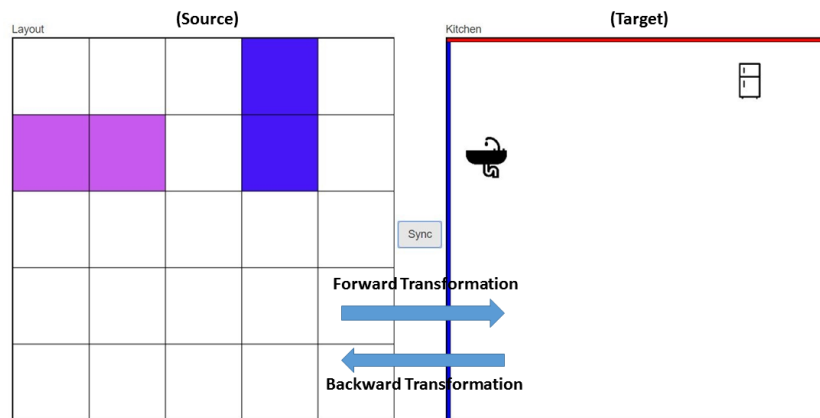 (Source)
(Target)
Layout
Kitchen
Sync
Forward Transformation
Backward Transformation